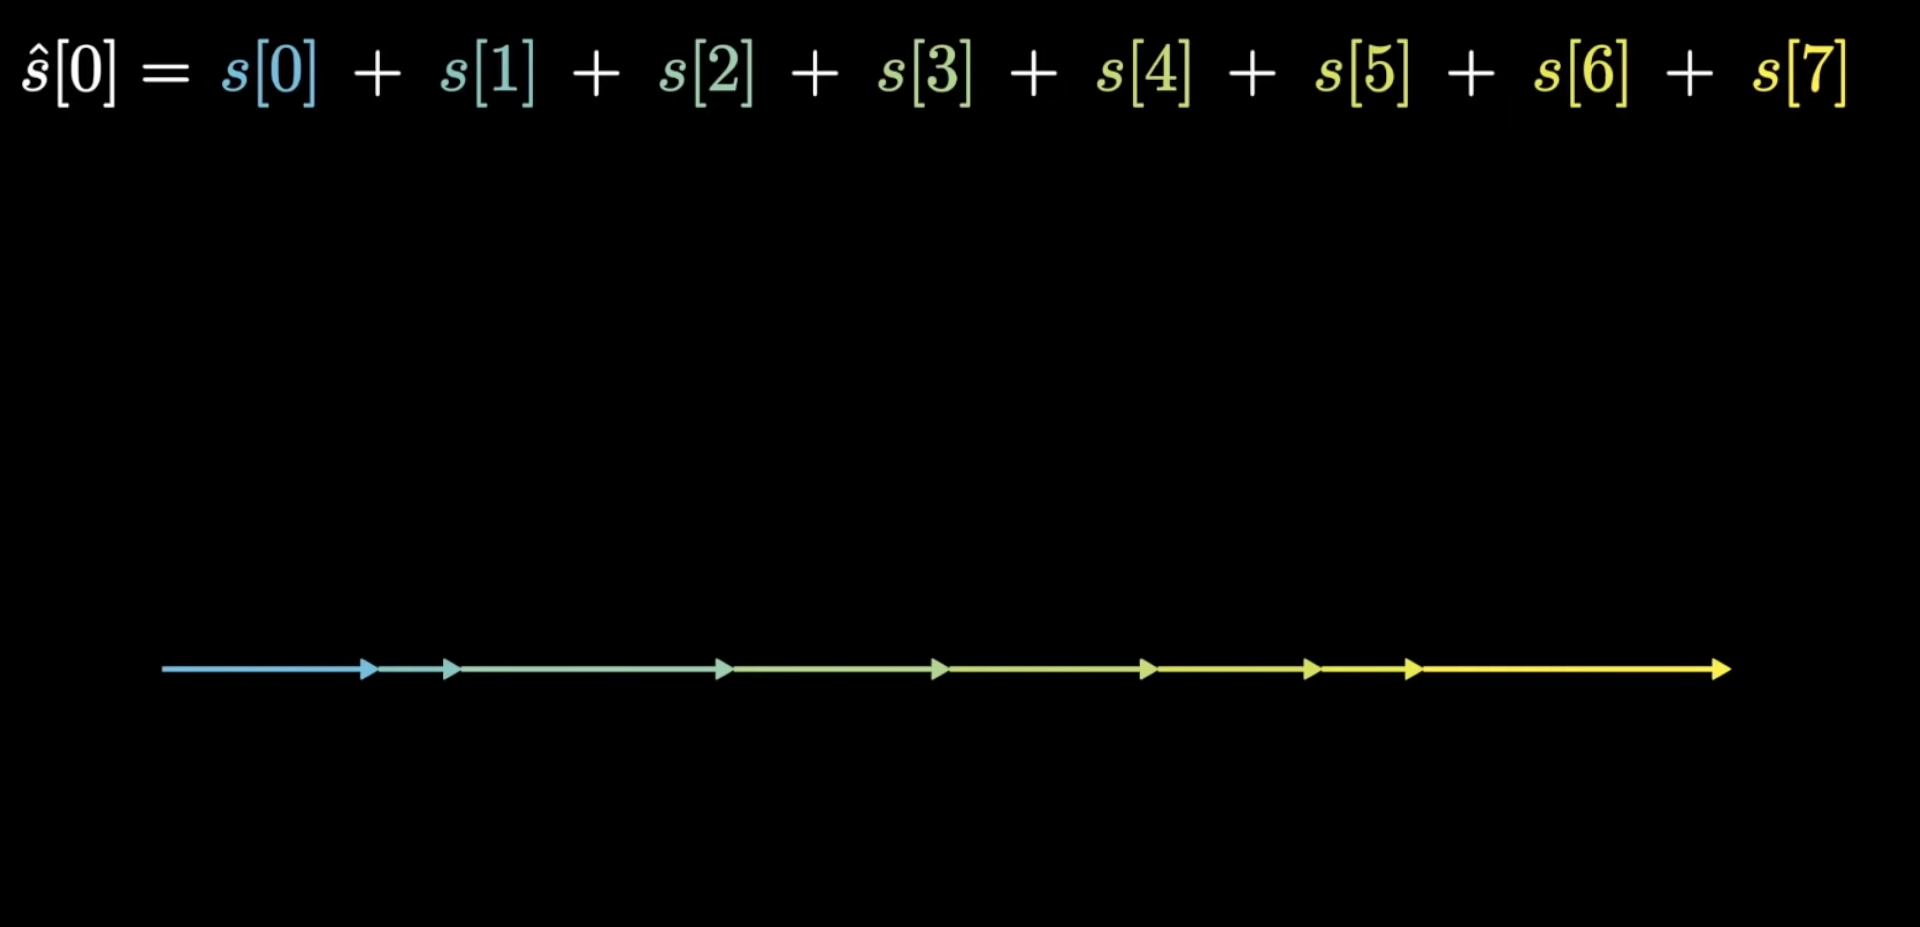 ŝ[0] = s[0] + s[1] + s[2] + s[3] + s[4] + s[5] + s[6] + s[7]